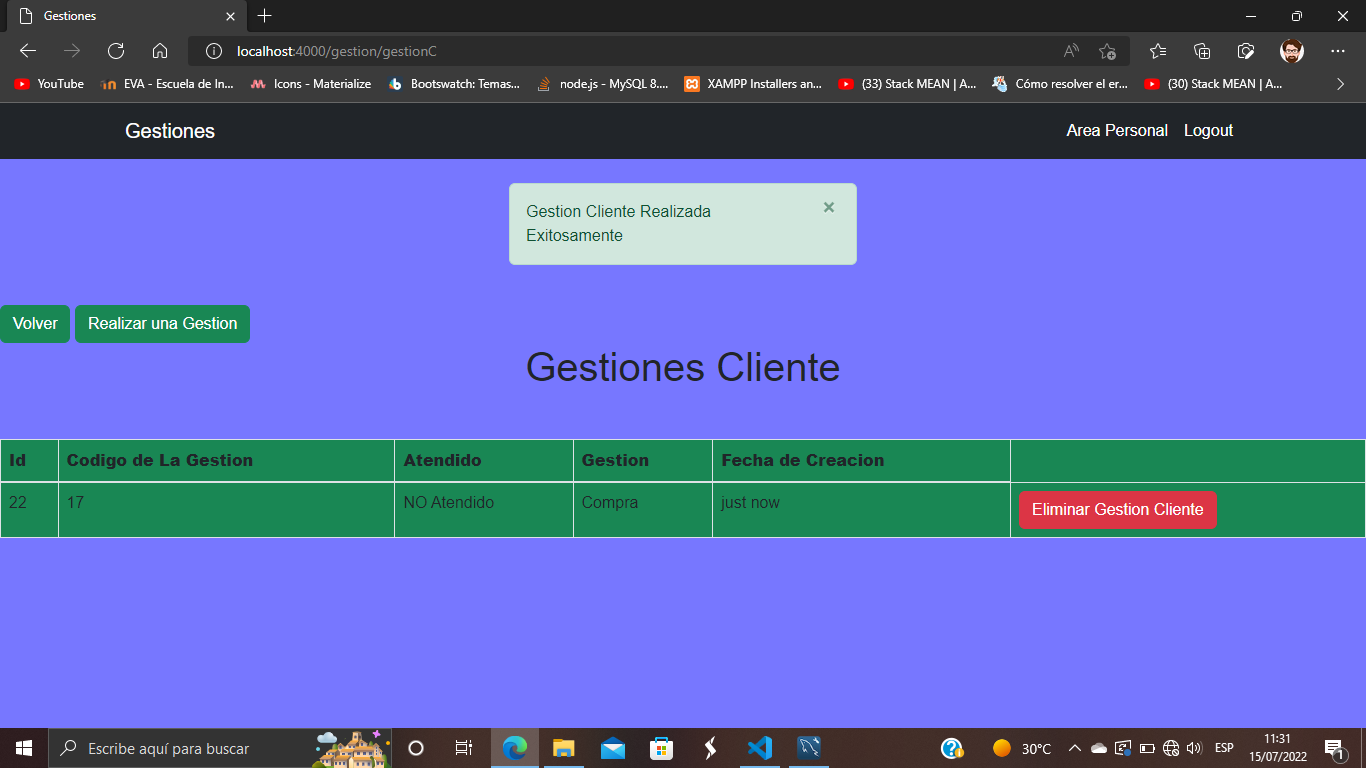 Gestiones
localhost:4000/gestion/gestionC
YouTube
EVA - Escuela de In...
Icons - Materialize
Bootswatch: Temas...
node.js - MySQL 8....
XAMPP Installers an...
(33) Stack MEAN | A...
Cómo resolver el er...
(30) Stack MEAN | A...
Gestiones
Area Personal
Logout
Gestion Cliente Realizada
Exitosamente
×
Volver
Realizar una Gestion
Gestiones Cliente
Id
Codigo de La Gestion
Atendido
Gestion
Fecha de Creacion
22
17
NO Atendido
Compra
just now
Eliminar Gestion Cliente
Escribe aquí para buscar
30°C
ESP
11:31
15/07/2022
1